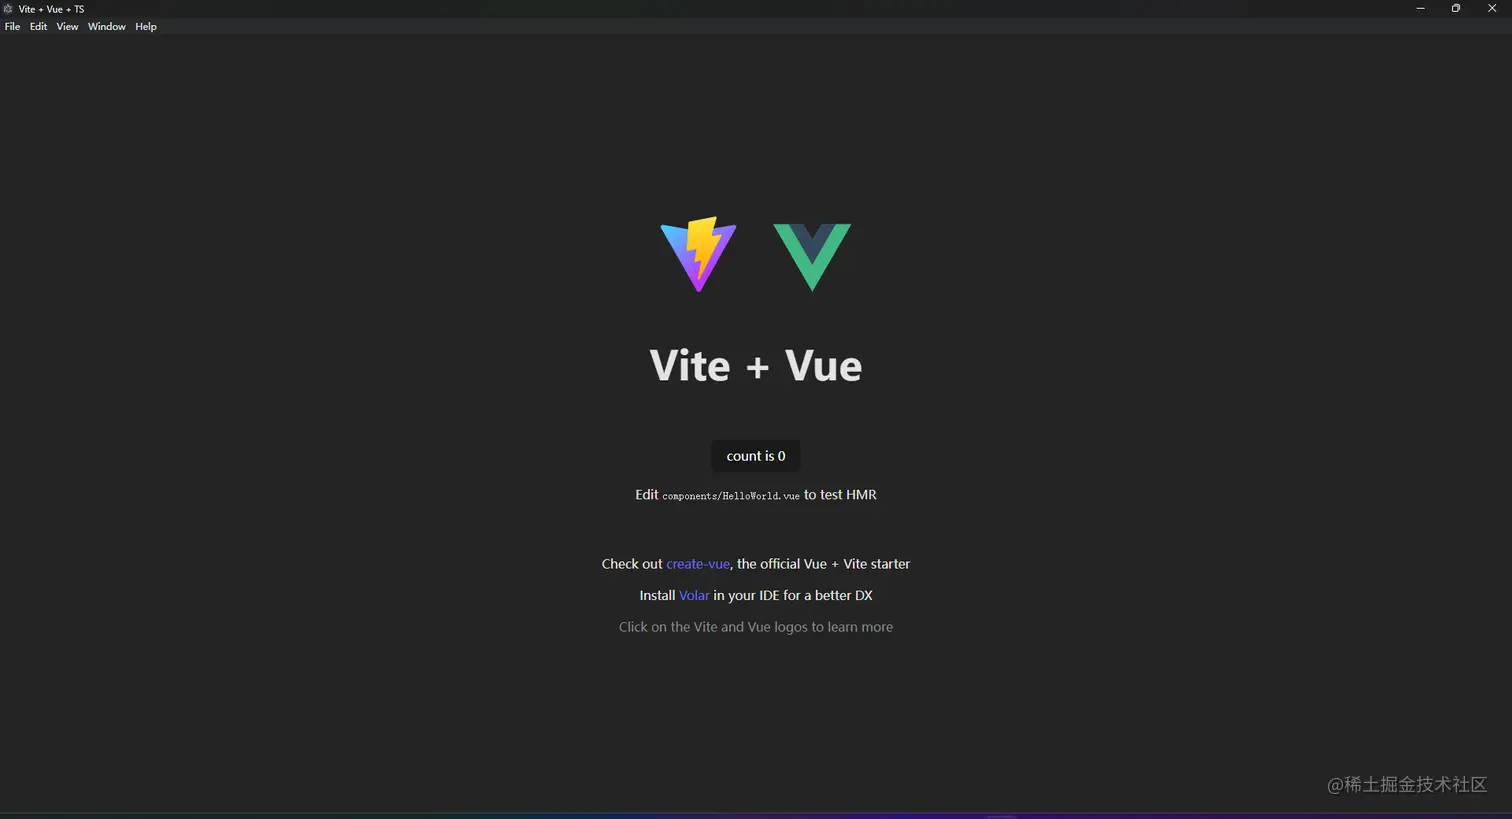 Vite + Vue + TS
File Edit View Window Help
Vite + Vue
count is 0
Edit components/HelloWorld.vue to test HMR
Check out create-vue, the official Vue + Vite starter
Install Volar in your IDE for a better DX
Click on the Vite and Vue logos to learn more
@稀土掘金技术社区